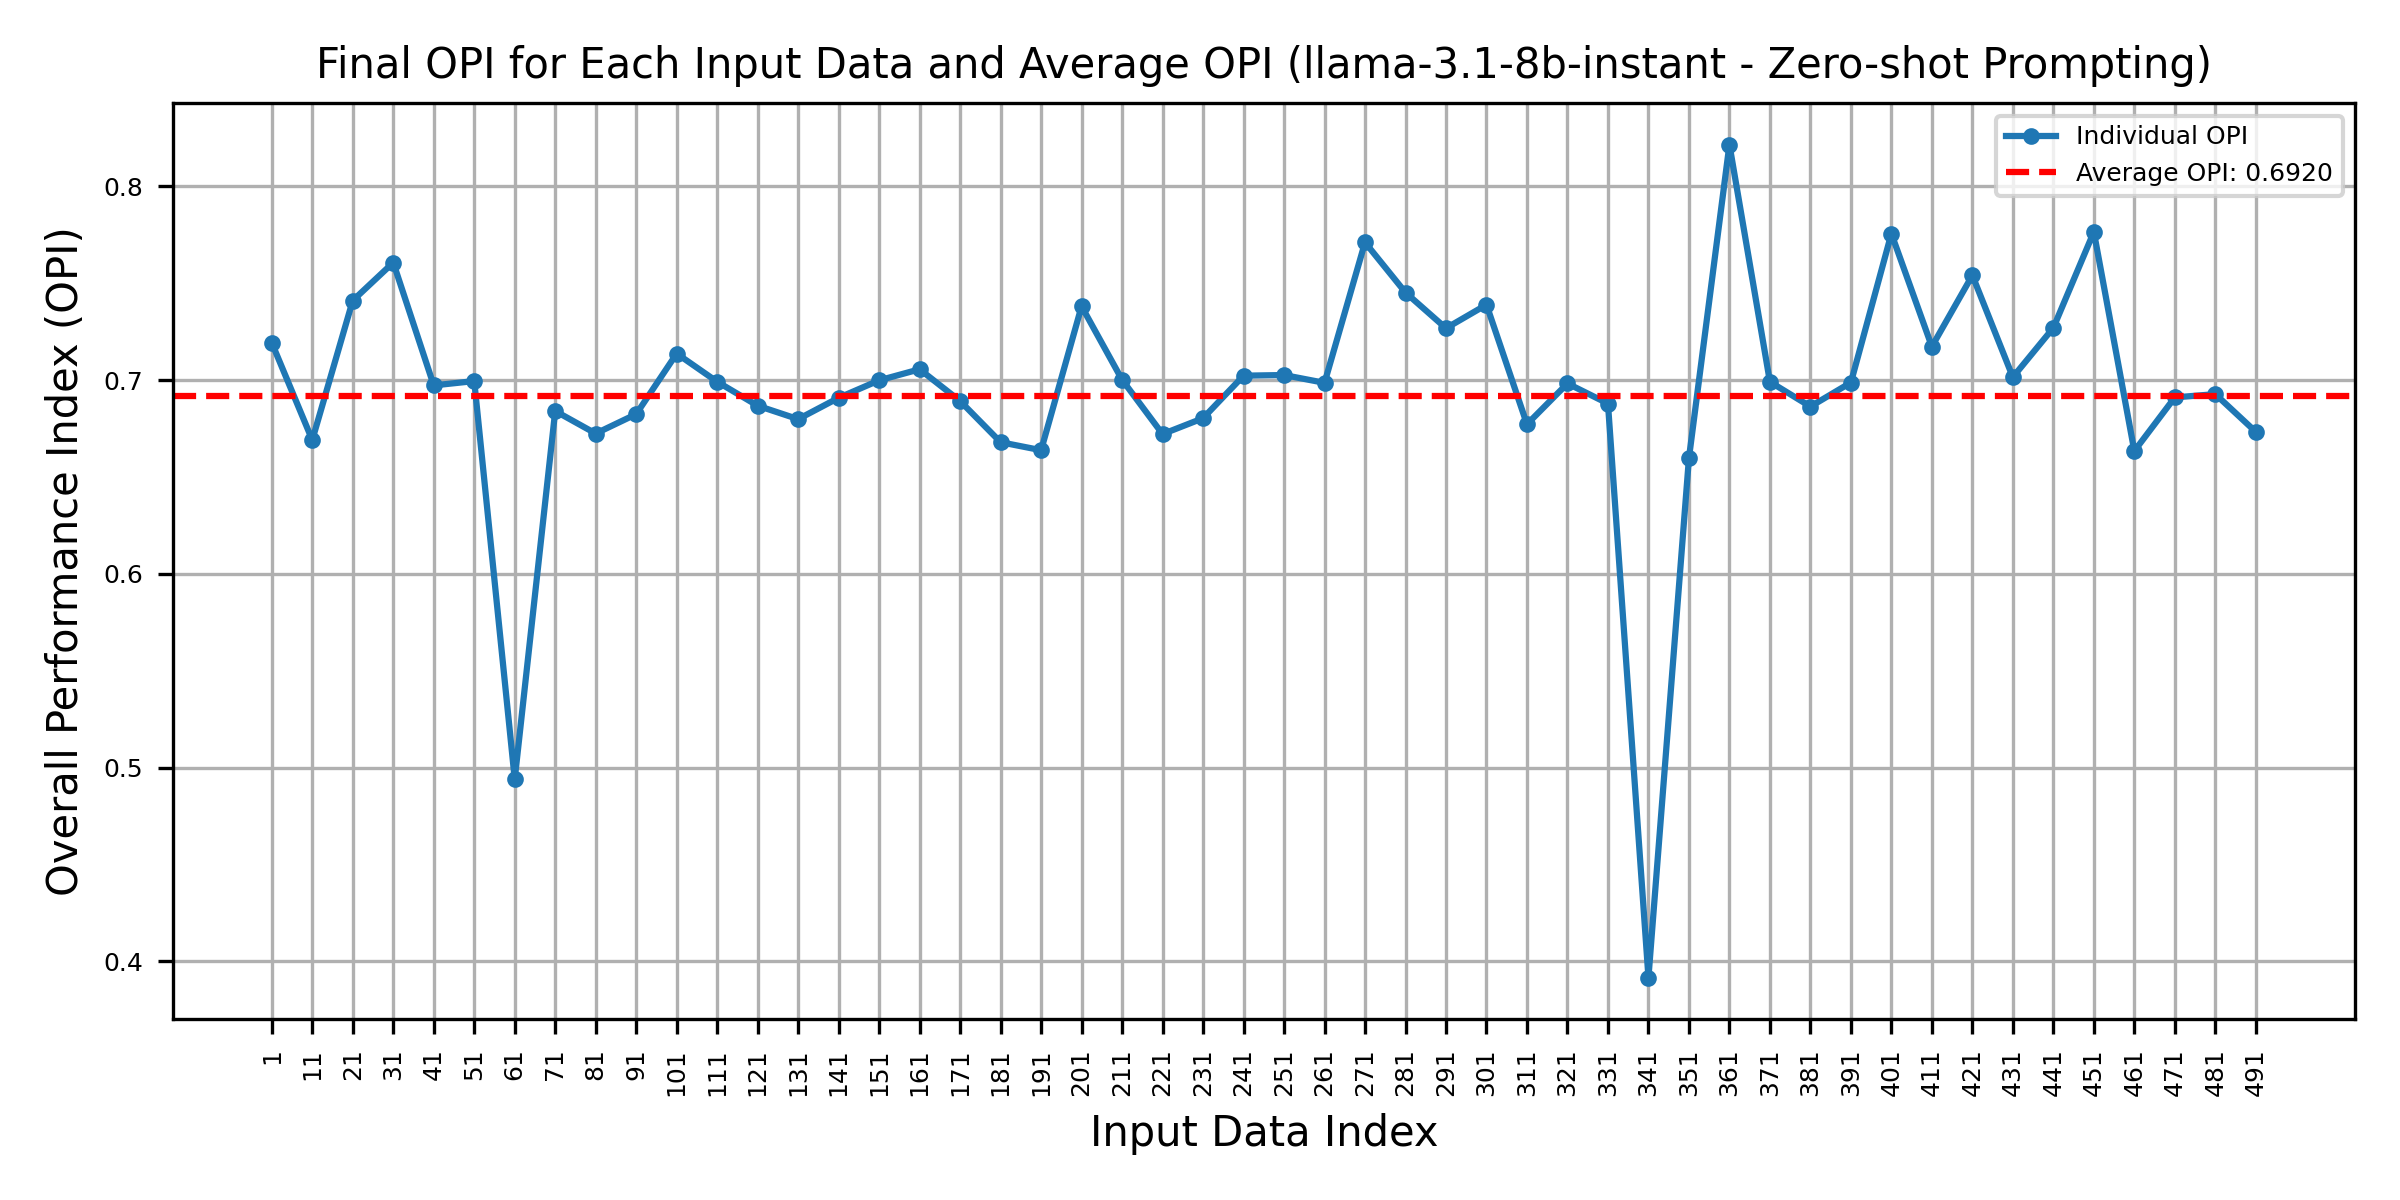 Final OPI for Each Input Data and Average OPI (llama-3.1-8b-instant - Zero-shot Prompting)
Individual OPI
Average OPI: 0.6920
Overall Performance Index (OPI)
0.8
0.7
0.6
0.5
0.4
1 11 21 31 41 51 61 71 81 91 101 111 121 131 141 151 161 171 181 191 201 211 221 231 241 251 261 271 281 291 301 311 321 331 341 351 361 371 381 391 401 411 421 431 441 451 461 471 481 491
Input Data Index